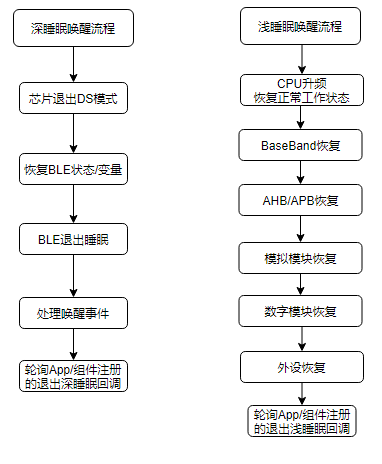 深睡眠唤醒流程
芯片退出DS模式
恢复BLE状态/变量
BLE退出睡眠
处理唤醒事件
轮询App/组件注册
的退出深睡眠回调
浅睡眠唤醒流程
CPU升频
恢复正常工作状态
BaseBand恢复
AHB/APB恢复
模拟模块恢复
数字模块恢复
外设恢复
轮询App/组件注册
的退出浅睡眠回调